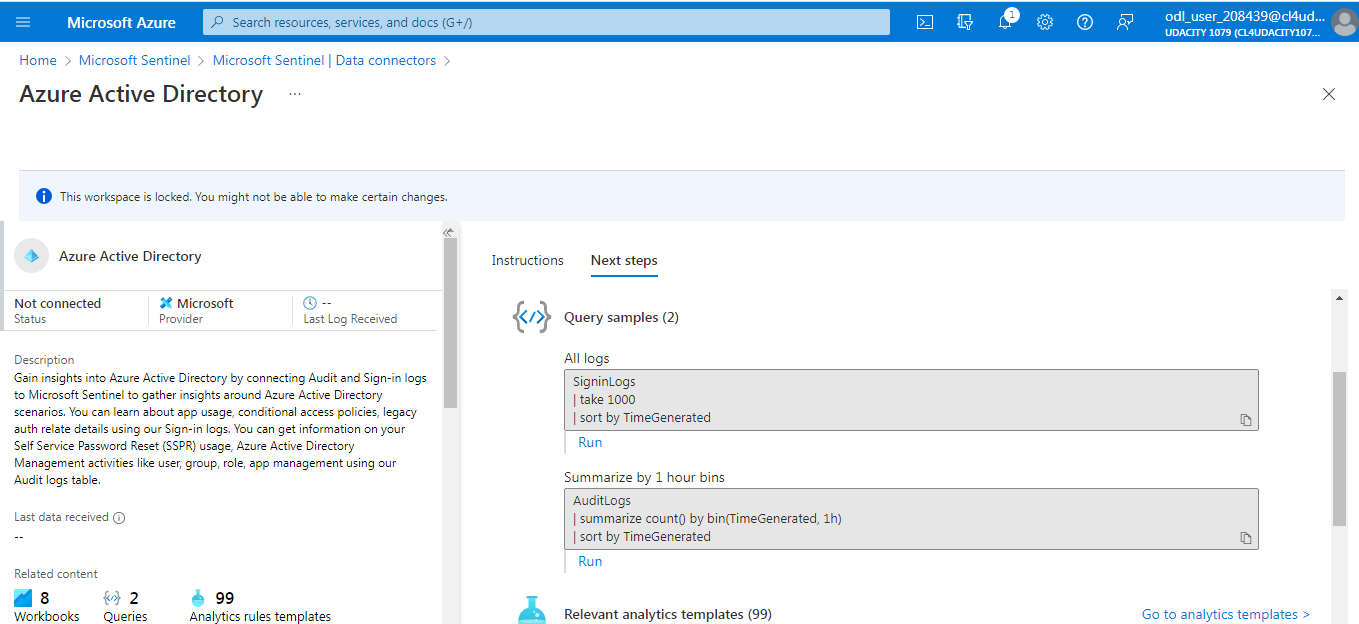 Microsoft Azure
Search resources, services, and docs (G+/)
1
odl_user_208439@cl4ud...
UDACITY 1079 (CL4UDACITY107...
Home > Microsoft Sentinel > Microsoft Sentinel | Data connectors >
Azure Active Directory ...
This workspace is locked. You might not be able to make certain changes.
Azure Active Directory
Not connected
Status
Microsoft
Provider
--
Last Log Received
Description
Gain insights into Azure Active Directory by connecting Audit and Sign-in logs
to Microsoft Sentinel to gather insights around Azure Active Directory
scenarios. You can learn about app usage, conditional access policies, legacy
auth relate details using our Sign-in logs. You can get information on your
Self Service Password Reset (SSPR) usage, Azure Active Directory
Management activities like user, group, role, app management using our
Audit logs table.
Last data received
--
Related content
8
Workbooks
2
Queries
99
Analytics rules templates
Instructions
Next steps
Query samples (2)
All logs
SigninLogs
| take 1000
| sort by TimeGenerated
Run
Summarize by 1 hour bins
AuditLogs
| summarize count() by bin(TimeGenerated, 1h)
| sort by TimeGenerated
Run
Relevant analytics templates (99)
Go to analytics templates >